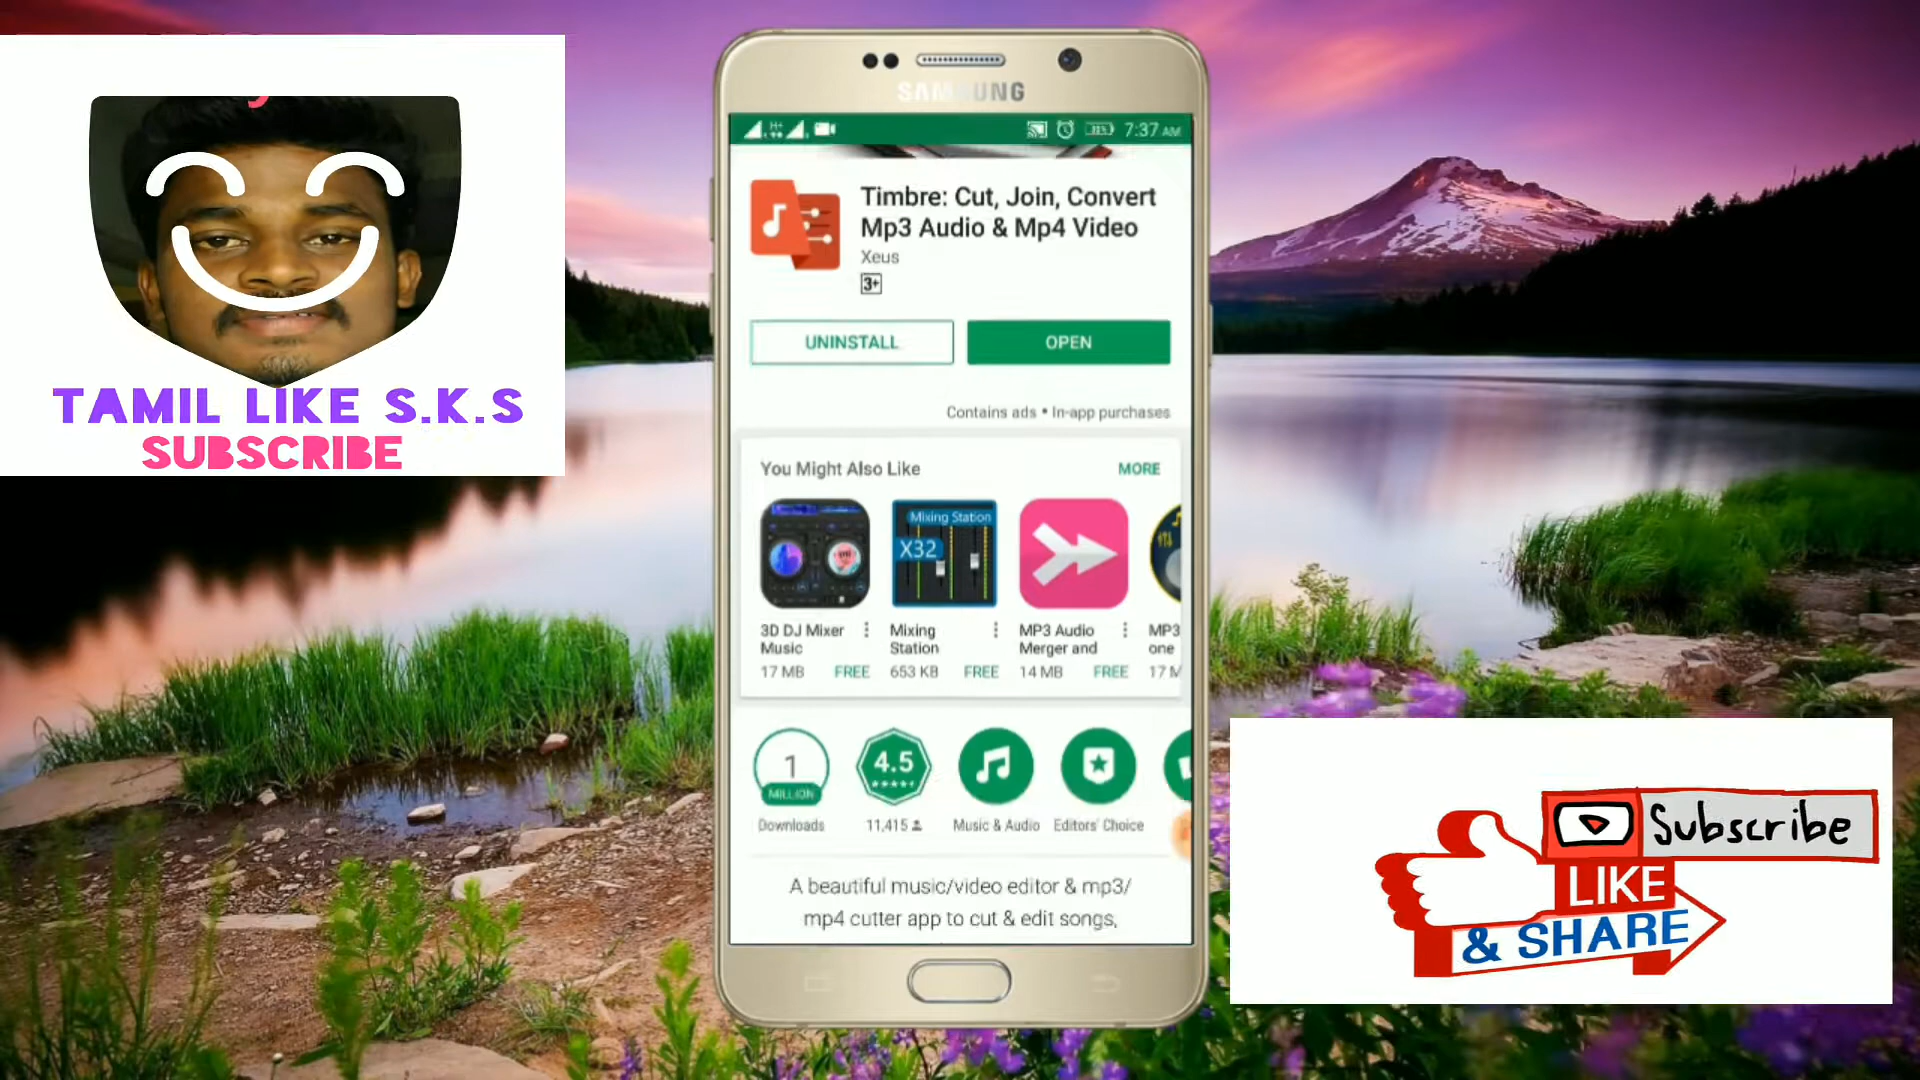 TAMIL LIKE S.K.S
SUBSCRIBE
SAMSUNG
7:37 AM
Timbre: Cut, Join, Convert
Mp3 Audio & Mp4 Video
Xeus
3+
UNINSTALL
OPEN
Contains ads • In-app purchases
You Might Also Like
MORE
Mixing Station
X32
3D DJ Mixer
Music
17 MB FREE
Mixing
Station
653 KB FREE
MP3 Audio
Merger and
14 MB FREE
MP3
one
17 M
1
MILLION
Downloads
4.5
11,415
Music & Audio
Editors' Choice
A beautiful music/video editor & mp3/
mp4 cutter app to cut & edit songs,
Subscribe
LIKE
& SHARE